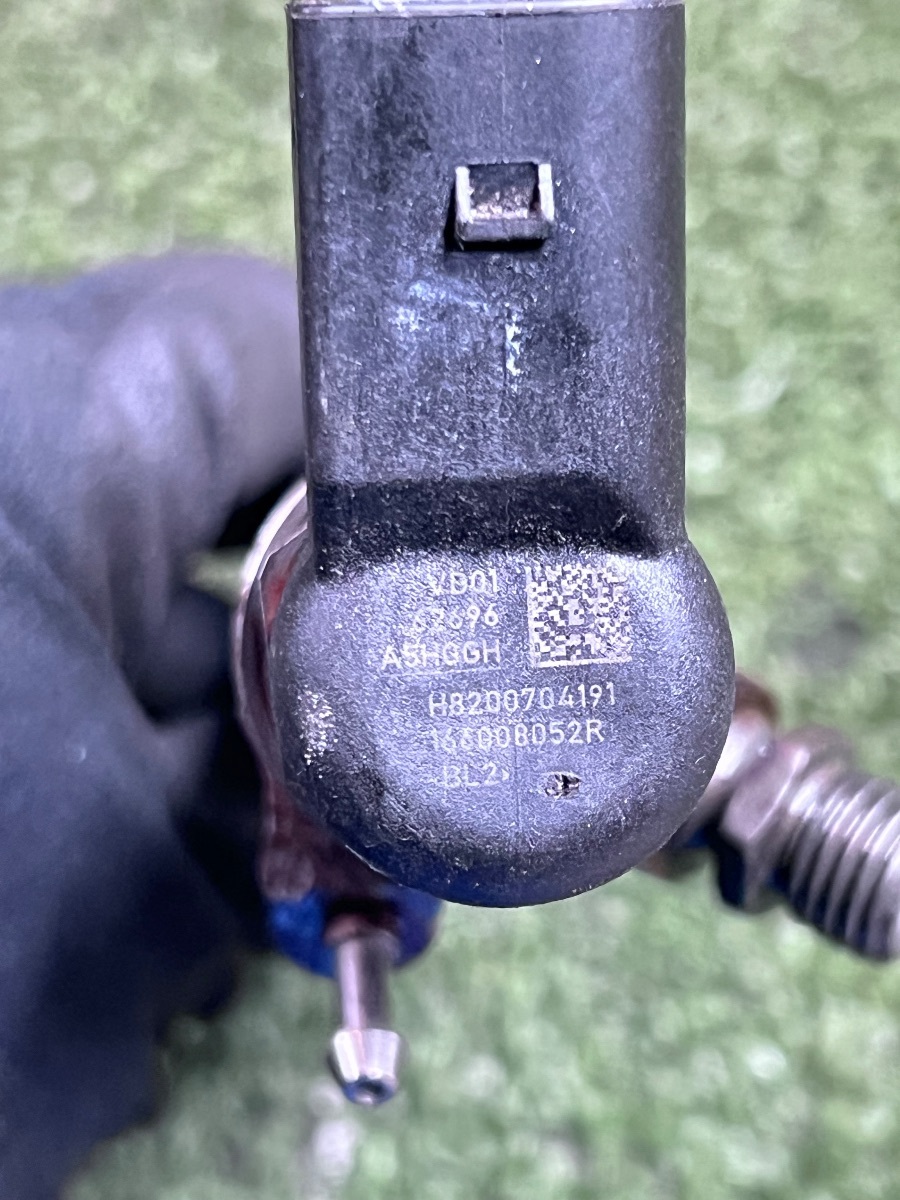 VD01
62696
A5HGGH
H8200704191
166008052R
BL2